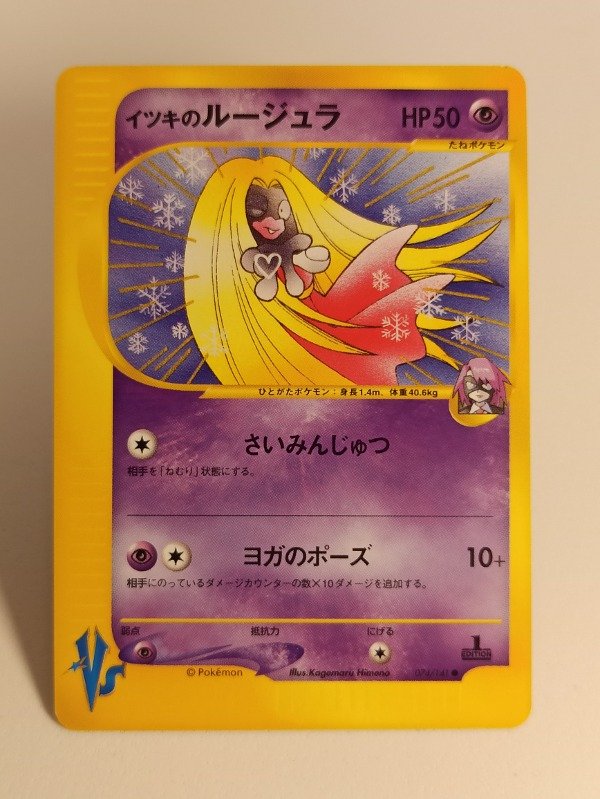 イツキのルージュラ HP50
たねポケモン
ひとがたポケモン：身長1.4m、体重40.6kg
さいみんじゅつ
相手を「ねむり」状態にする。
ヨガのポーズ 10+
相手にのっているダメージカウンターの数×10ダメージを追加する。
弱点 抵抗力 にげる
1
EDITION
VS
© Pokémon Illus. Kagemaru Himeno 074/141 ●